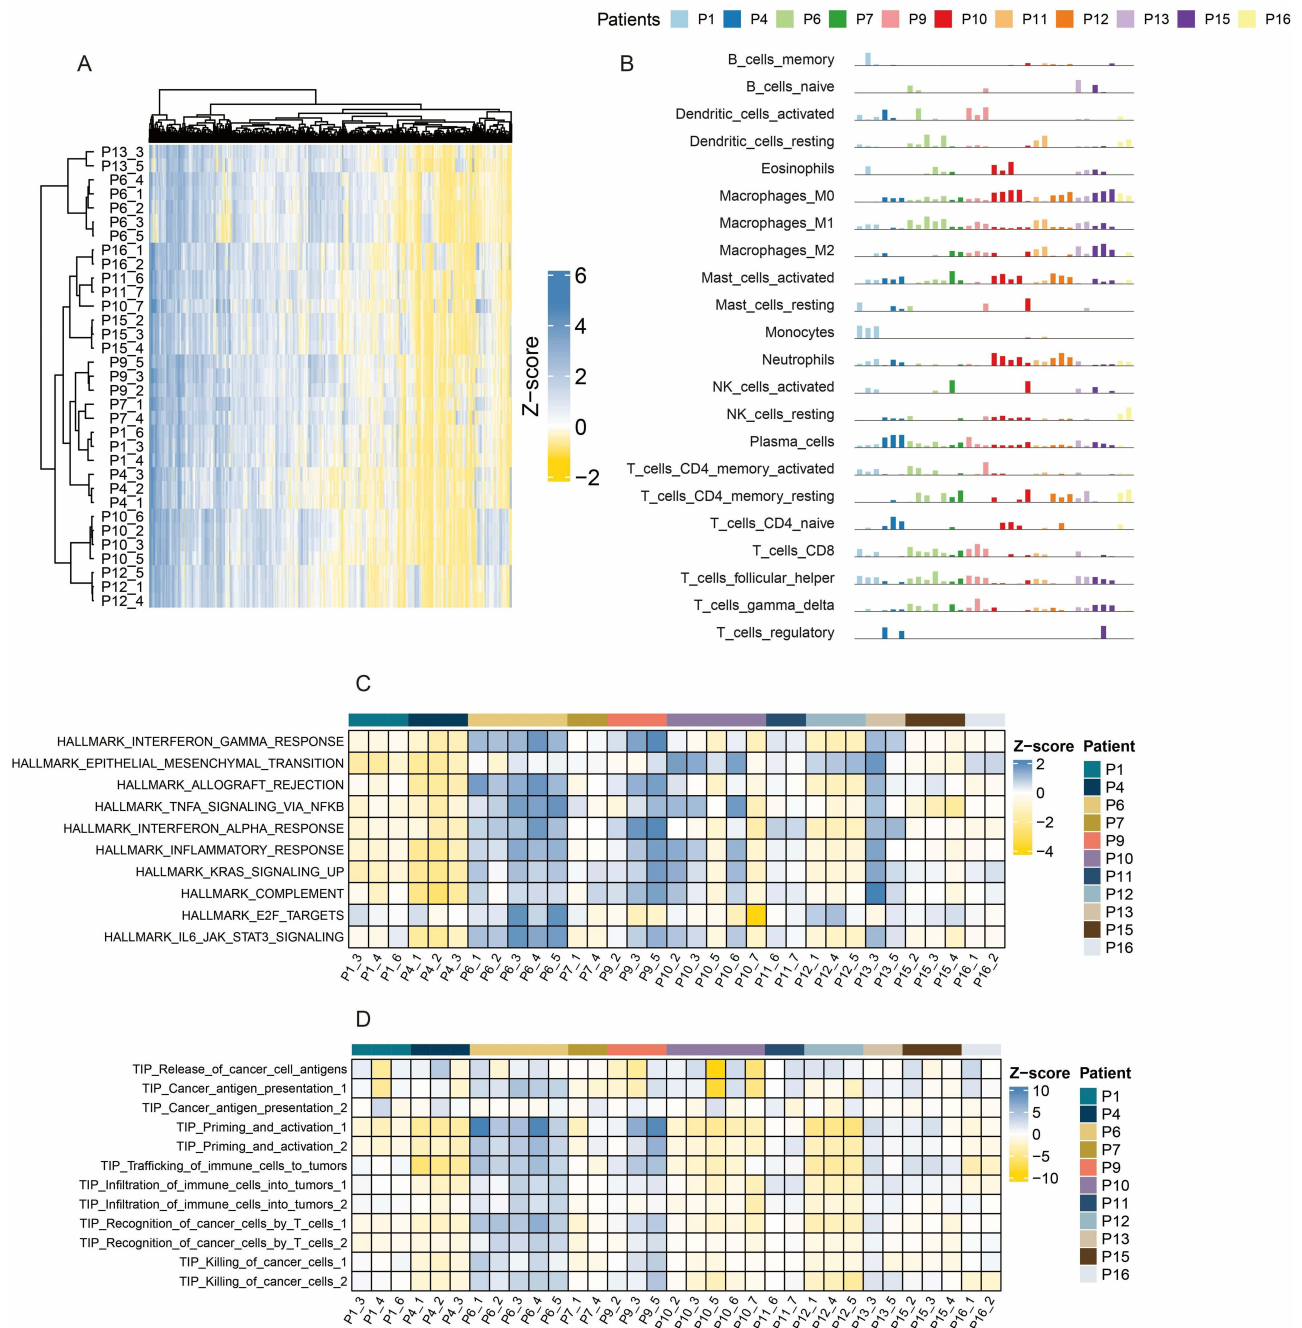 Patients P1 P4 P6 P7 P9 P10 P11 P12 P13 P15 P16
A
P13_3
P13_5
P6_4
P6_1
P6_2
P6_3
P6_5
P16_1
P16_2
P11_6
P11_7
P10_7
P15_2
P15_3
P15_4
P9_5
P9_3
P9_2
P7_1
P7_4
P1_6
P1_3
P1_4
P4_3
P4_2
P4_1
P10_6
P10_2
P10_3
P10_5
P12_5
P12_1
P12_4
Z-score
6
4
2
0
−2
B
B_cells_memory
B_cells_naive
Dendritic_cells_activated
Dendritic_cells_resting
Eosinophils
Macrophages_M0
Macrophages_M1
Macrophages_M2
Mast_cells_activated
Mast_cells_resting
Monocytes
Neutrophils
NK_cells_activated
NK_cells_resting
Plasma_cells
T_cells_CD4_memory_activated
T_cells_CD4_memory_resting
T_cells_CD4_naive
T_cells_CD8
T_cells_follicular_helper
T_cells_gamma_delta
T_cells_regulatory
C
HALLMARK_INTERFERON_GAMMA_RESPONSE
HALLMARK_EPITHELIAL_MESENCHYMAL_TRANSITION
HALLMARK_ALLOGRAFT_REJECTION
HALLMARK_TNFA_SIGNALING_VIA_NFKB
HALLMARK_INTERFERON_ALPHA_RESPONSE
HALLMARK_INFLAMMATORY_RESPONSE
HALLMARK_KRAS_SIGNALING_UP
HALLMARK_COMPLEMENT
HALLMARK_E2F_TARGETS
HALLMARK_IL6_JAK_STAT3_SIGNALING
P1_3 P1_4 P1_6 P4_1 P4_2 P4_3 P6_1 P6_2 P6_3 P6_4 P6_5 P7_1 P7_4 P9_2 P9_3 P9_5 P10_2 P10_3 P10_5 P10_6 P10_7 P11_6 P11_7 P12_1 P12_4 P12_5 P13_3 P13_5 P15_2 P15_3 P15_4 P16_1 P16_2
Z−score
2
0
−2
−4
Patient
P1
P4
P6
P7
P9
P10
P11
P12
P13
P15
P16
D
TIP_Release_of_cancer_cell_antigens
TIP_Cancer_antigen_presentation_1
TIP_Cancer_antigen_presentation_2
TIP_Priming_and_activation_1
TIP_Priming_and_activation_2
TIP_Trafficking_of_immune_cells_to_tumors
TIP_Infiltration_of_immune_cells_into_tumors_1
TIP_Infiltration_of_immune_cells_into_tumors_2
TIP_Recognition_of_cancer_cells_by_T_cells_1
TIP_Recognition_of_cancer_cells_by_T_cells_2
TIP_Killing_of_cancer_cells_1
TIP_Killing_of_cancer_cells_2
P1_3 P1_4 P1_6 P4_1 P4_2 P4_3 P6_1 P6_2 P6_3 P6_4 P6_5 P7_1 P7_4 P9_2 P9_3 P9_5 P10_2 P10_3 P10_5 P10_6 P10_7 P11_6 P11_7 P12_1 P12_4 P12_5 P13_3 P13_5 P15_2 P15_3 P15_4 P16_1 P16_2
Z−score
10
5
0
−5
−10
Patient
P1
P4
P6
P7
P9
P10
P11
P12
P13
P15
P16